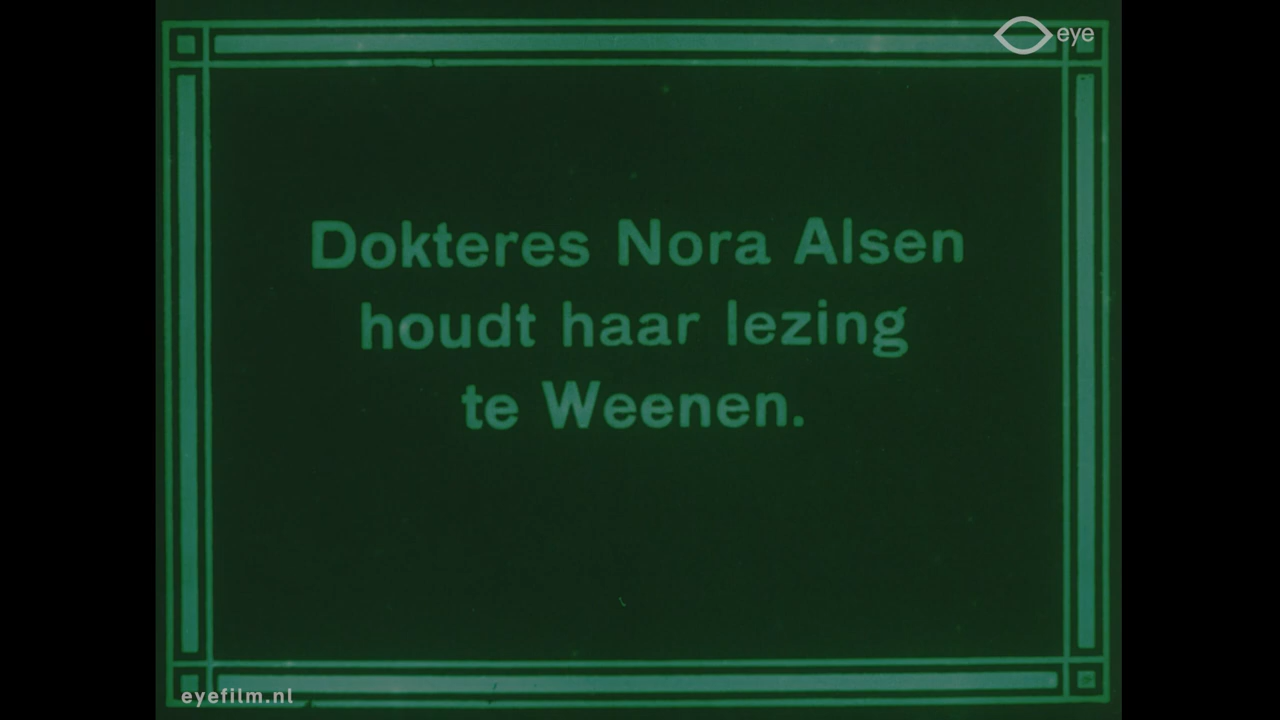 eye
Dokteres Nora Alsen
houdt haar lezing
te Weenen.
eyefilm.nl